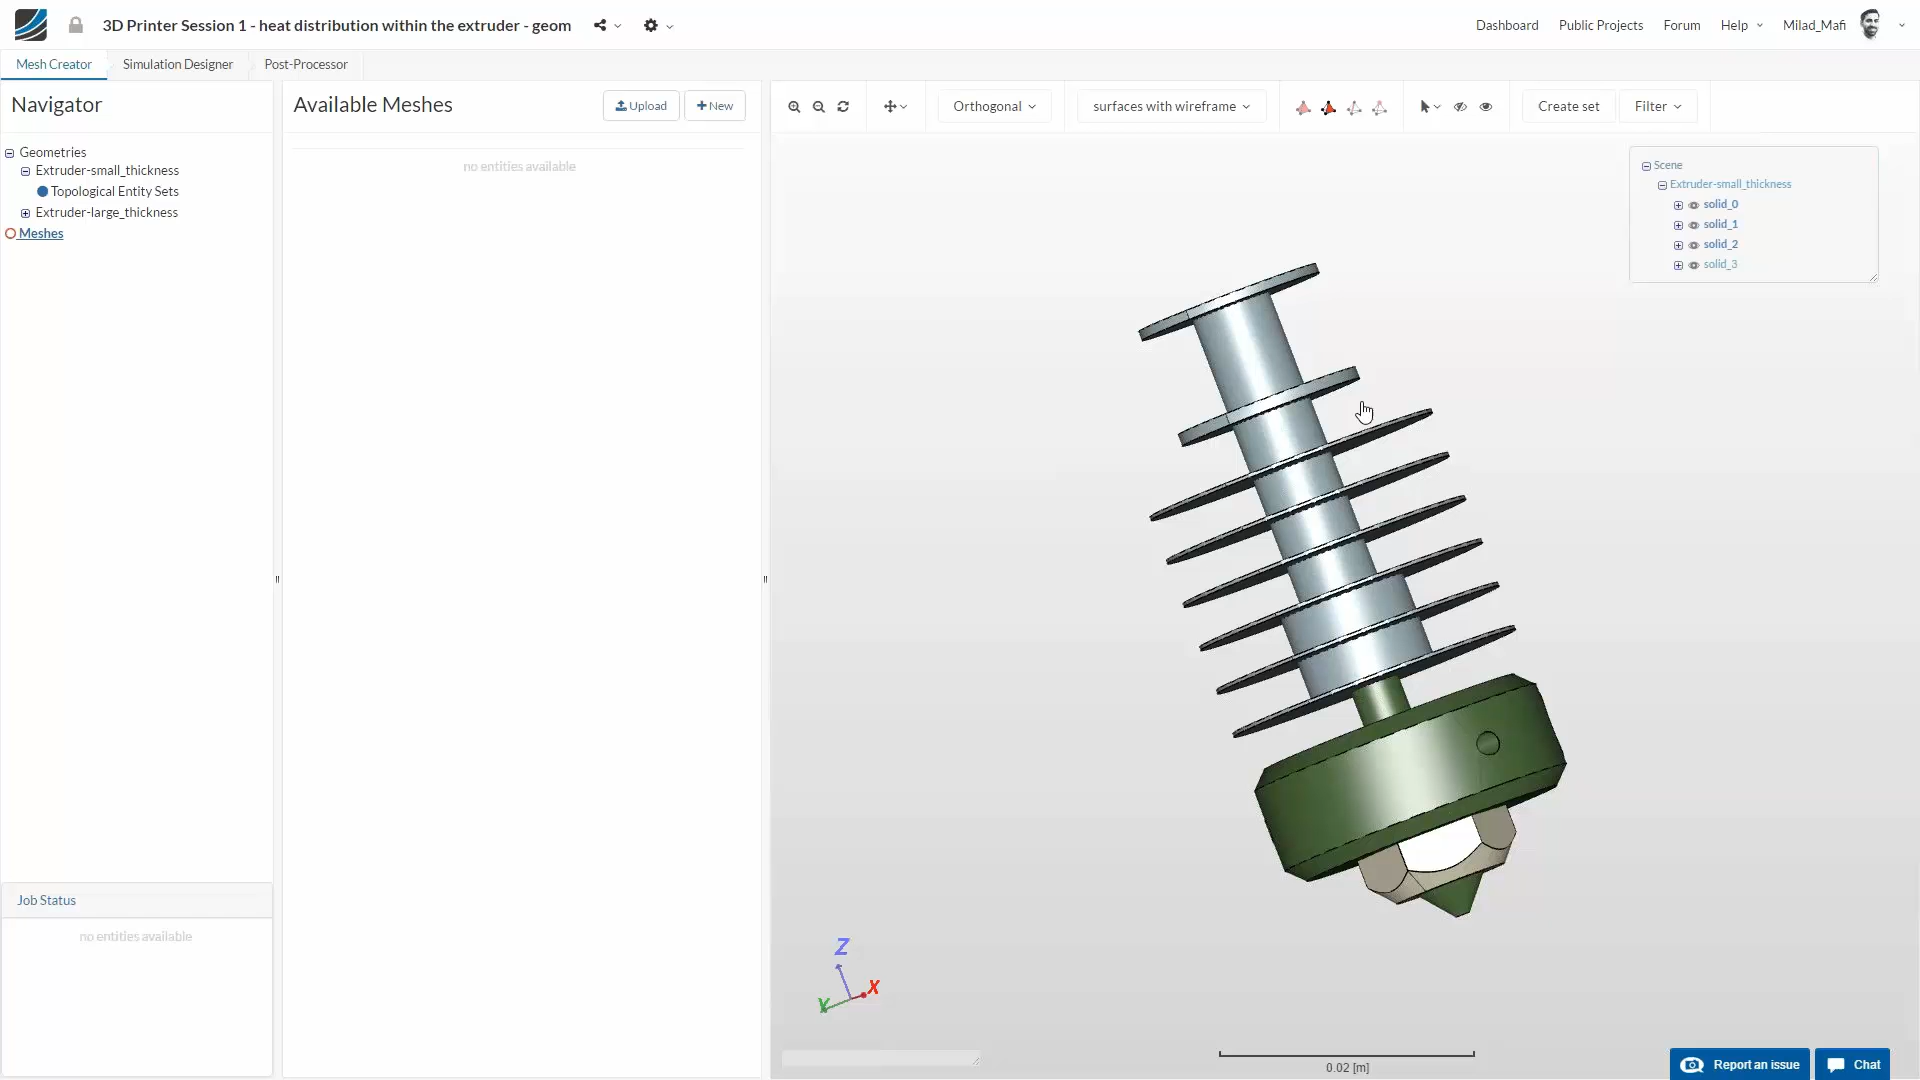 3D Printer Session 1 - heat distribution within the extruder - geom
Dashboard
Public Projects
Forum
Help
Milad_Mafi
Mesh Creator
Simulation Designer
Post-Processor
Navigator
Geometries
Extruder-small_thickness
Topological Entity Sets
Extruder-large_thickness
Meshes
Job Status
no entities available
Available Meshes
Upload
New
no entities available
Orthogonal
surfaces with wireframe
Create set
Filter
Scene
Extruder-small_thickness
solid_0
solid_1
solid_2
solid_3
Z
X
Y
0.02 [m]
Report an issue
Chat